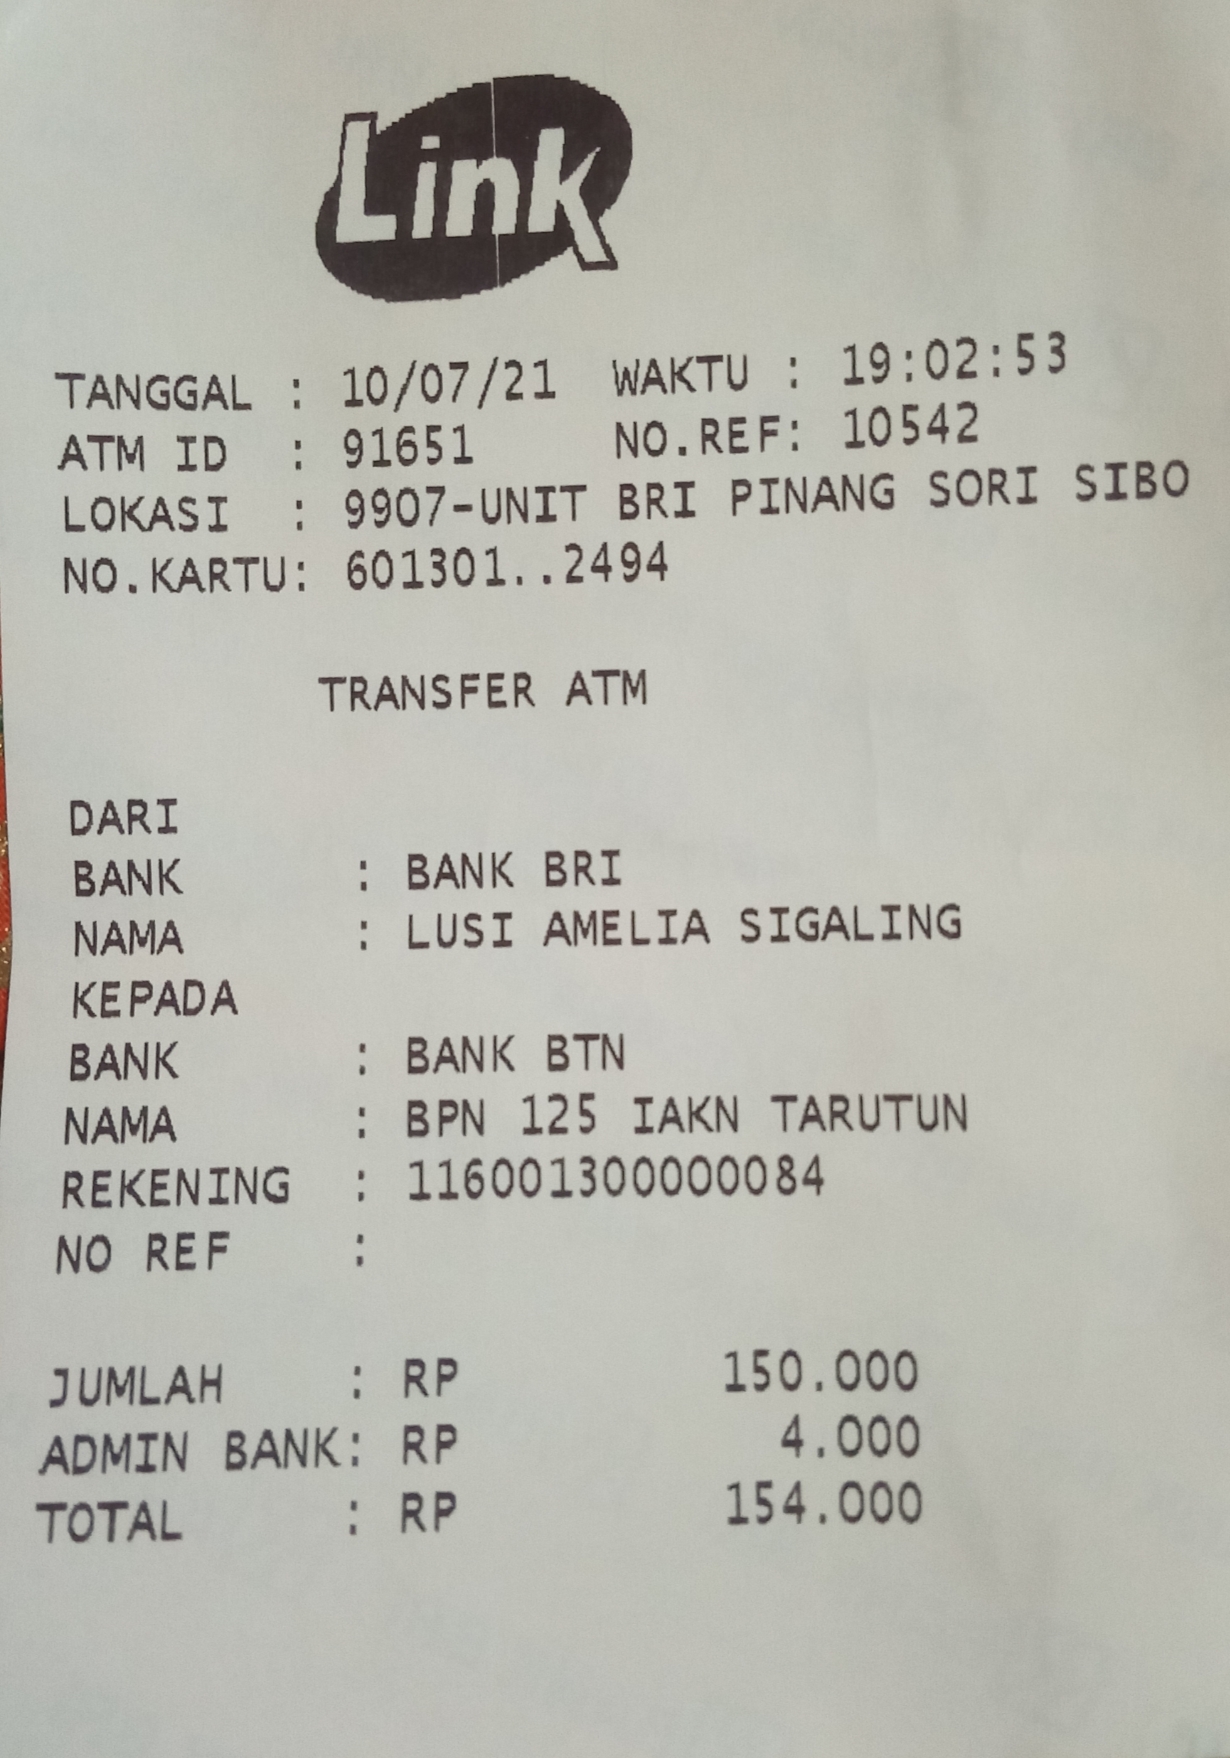 Link
TANGGAL : 10/07/21 WAKTU : 19:02:53
ATM ID : 91651 NO.REF: 10542
LOKASI : 9907-UNIT BRI PINANG SORI SIBO
NO.KARTU: 601301..2494
TRANSFER ATM
DARI
BANK : BANK BRI
NAMA : LUSI AMELIA SIGALING
KEPADA
BANK : BANK BTN
NAMA : BPN 125 IAKN TARUTUN
REKENING : 116001300000084
NO REF :
JUMLAH : RP 150.000
ADMIN BANK: RP 4.000
TOTAL : RP 154.000